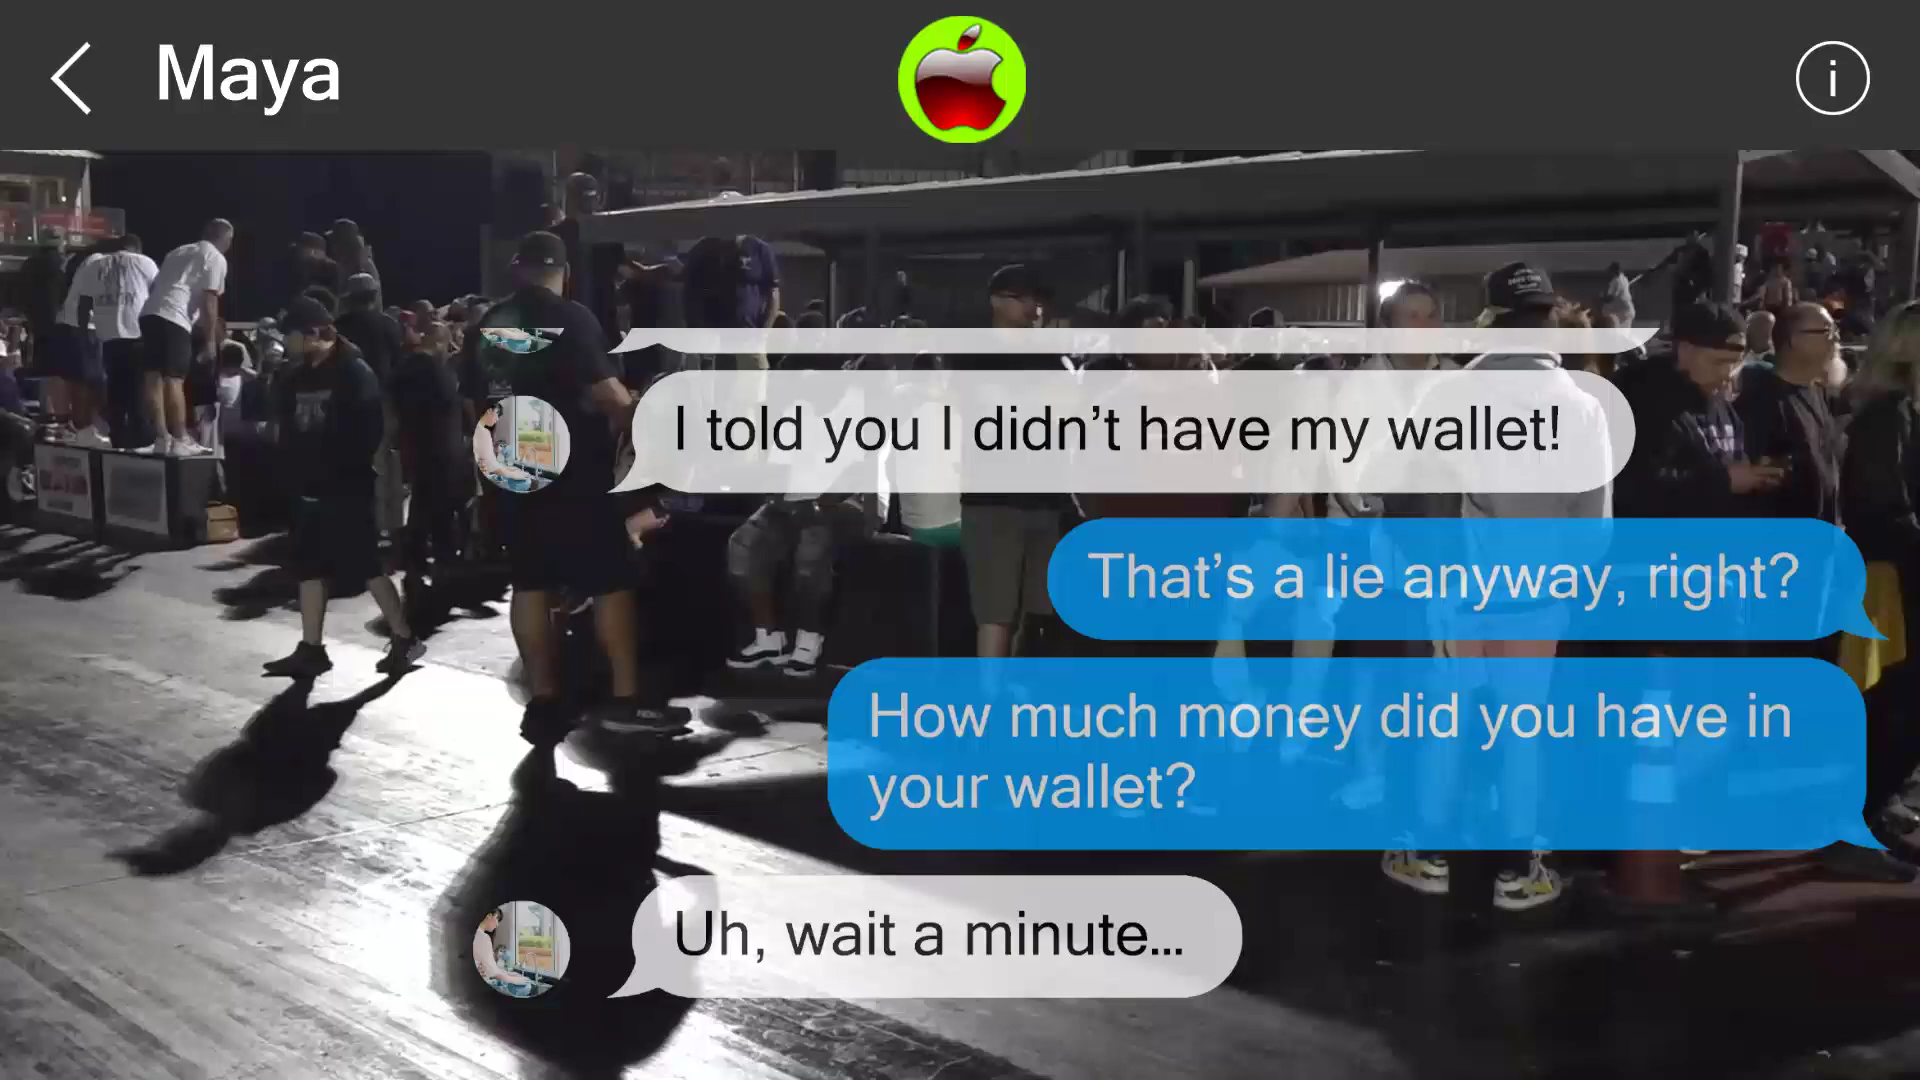 Maya
i
I told you I didn’t have my wallet!
That’s a lie anyway, right?
How much money did you have in
your wallet?
Uh, wait a minute...